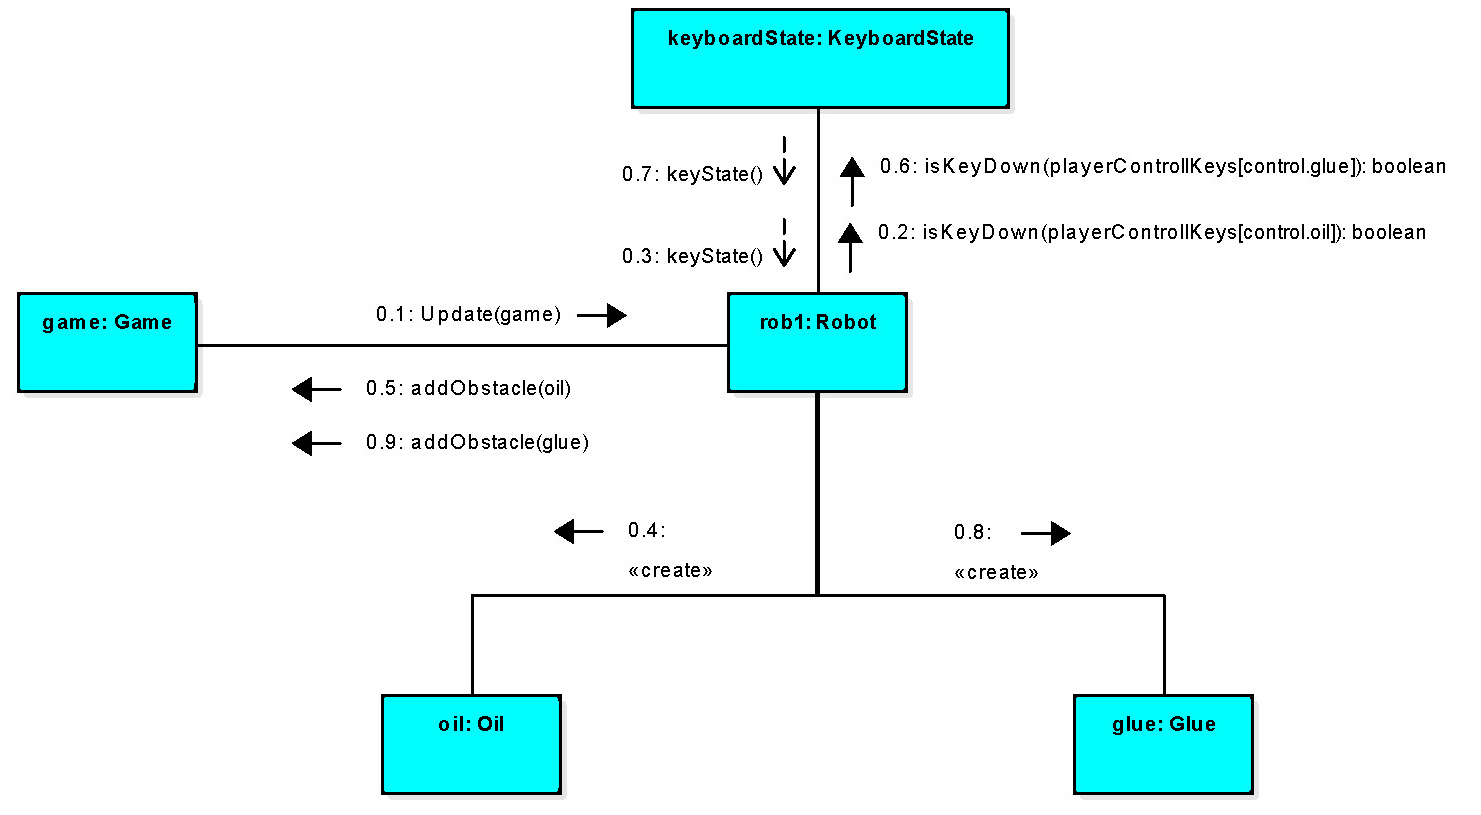 keyboardState: KeyboardState
0.7: keyState()
0.6: isKeyDown(playerControllKeys[control.glue]): boolean
0.3: keyState()
0.2: isKeyDown(playerControllKeys[control.oil]): boolean
game: Game
0.1: Update(game)
rob1: Robot
0.5: addObstacle(oil)
0.9: addObstacle(glue)
0.4:
«create»
0.8:
«create»
oil: Oil
glue: Glue